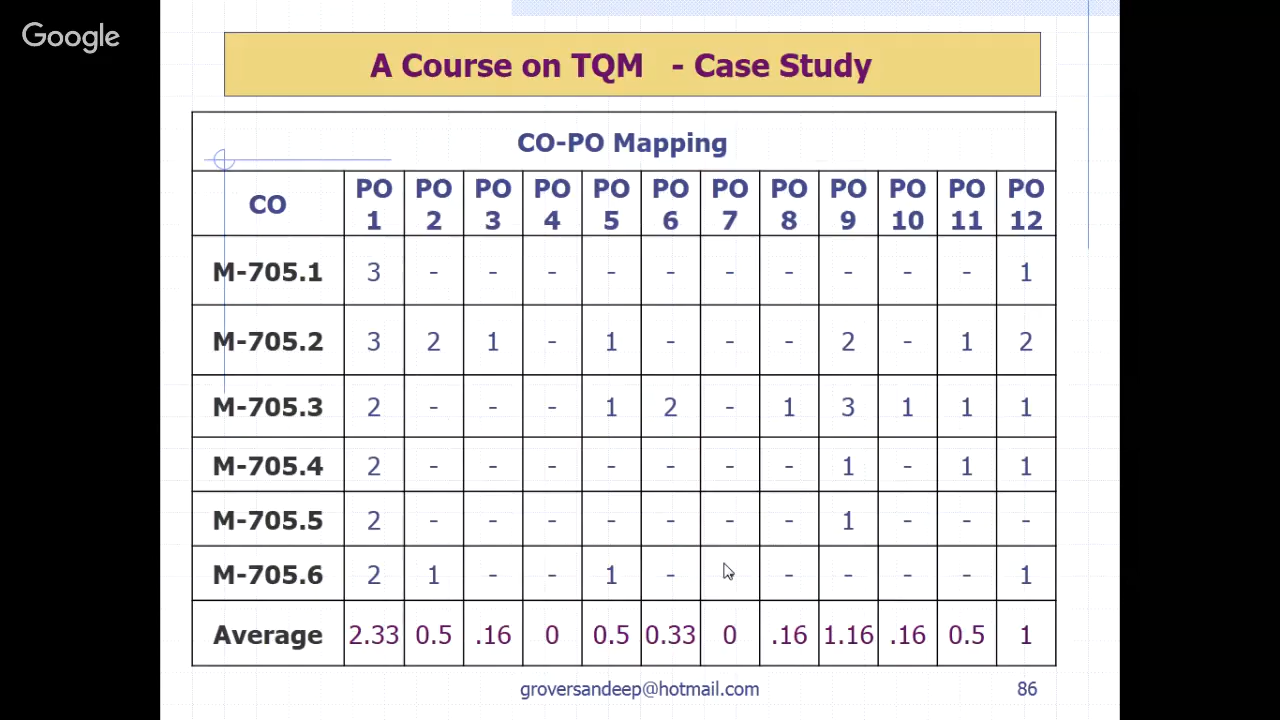 Google
A Course on TQM - Case Study
CO-PO Mapping
CO PO 1 PO 2 PO 3 PO 4 PO 5 PO 6 PO 7 PO 8 PO 9 PO 10 PO 11 PO 12
M-705.1 3 - - - - - - - - - - 1
M-705.2 3 2 1 - 1 - - - 2 - 1 2
M-705.3 2 - - - 1 2 - 1 3 1 1 1
M-705.4 2 - - - - - - - 1 - 1 1
M-705.5 2 - - - - - - - 1 - - -
M-705.6 2 1 - - 1 - - - - - 1
Average 2.33 0.5 .16 0 0.5 0.33 0 .16 1.16 .16 0.5 1
groversandeep@hotmail.com 86